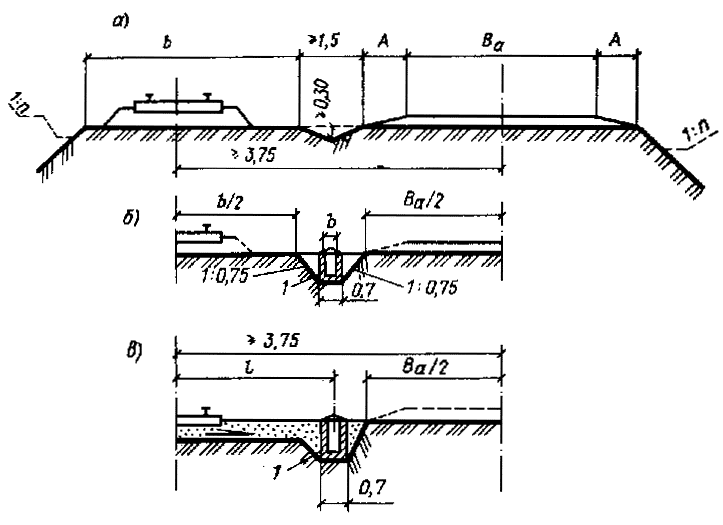 а)
b ≥1,5 A Bа A
1:n ≥0,30 1:n
≥ 3,75
б) b/2 b Bа/2
1:0,75 1 0,7 1:0,75
в) ≥ 3,75
l Bа/2
1 0,7